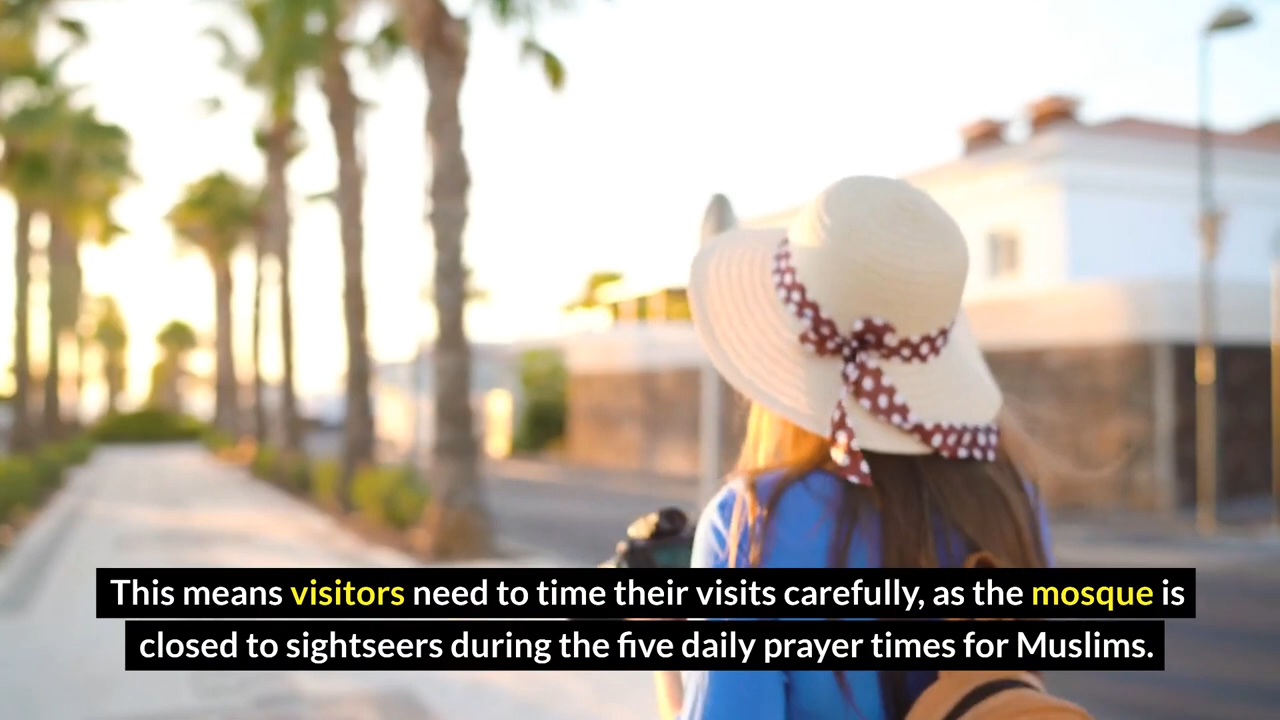 This means visitors need to time their visits carefully, as the mosque is
closed to sightseers during the five daily prayer times for Muslims.